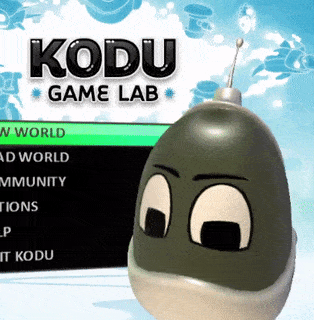 KODU
GAME LAB
W WORLD
AD WORLD
MMUNITY
TIONS
LP
IT KODU